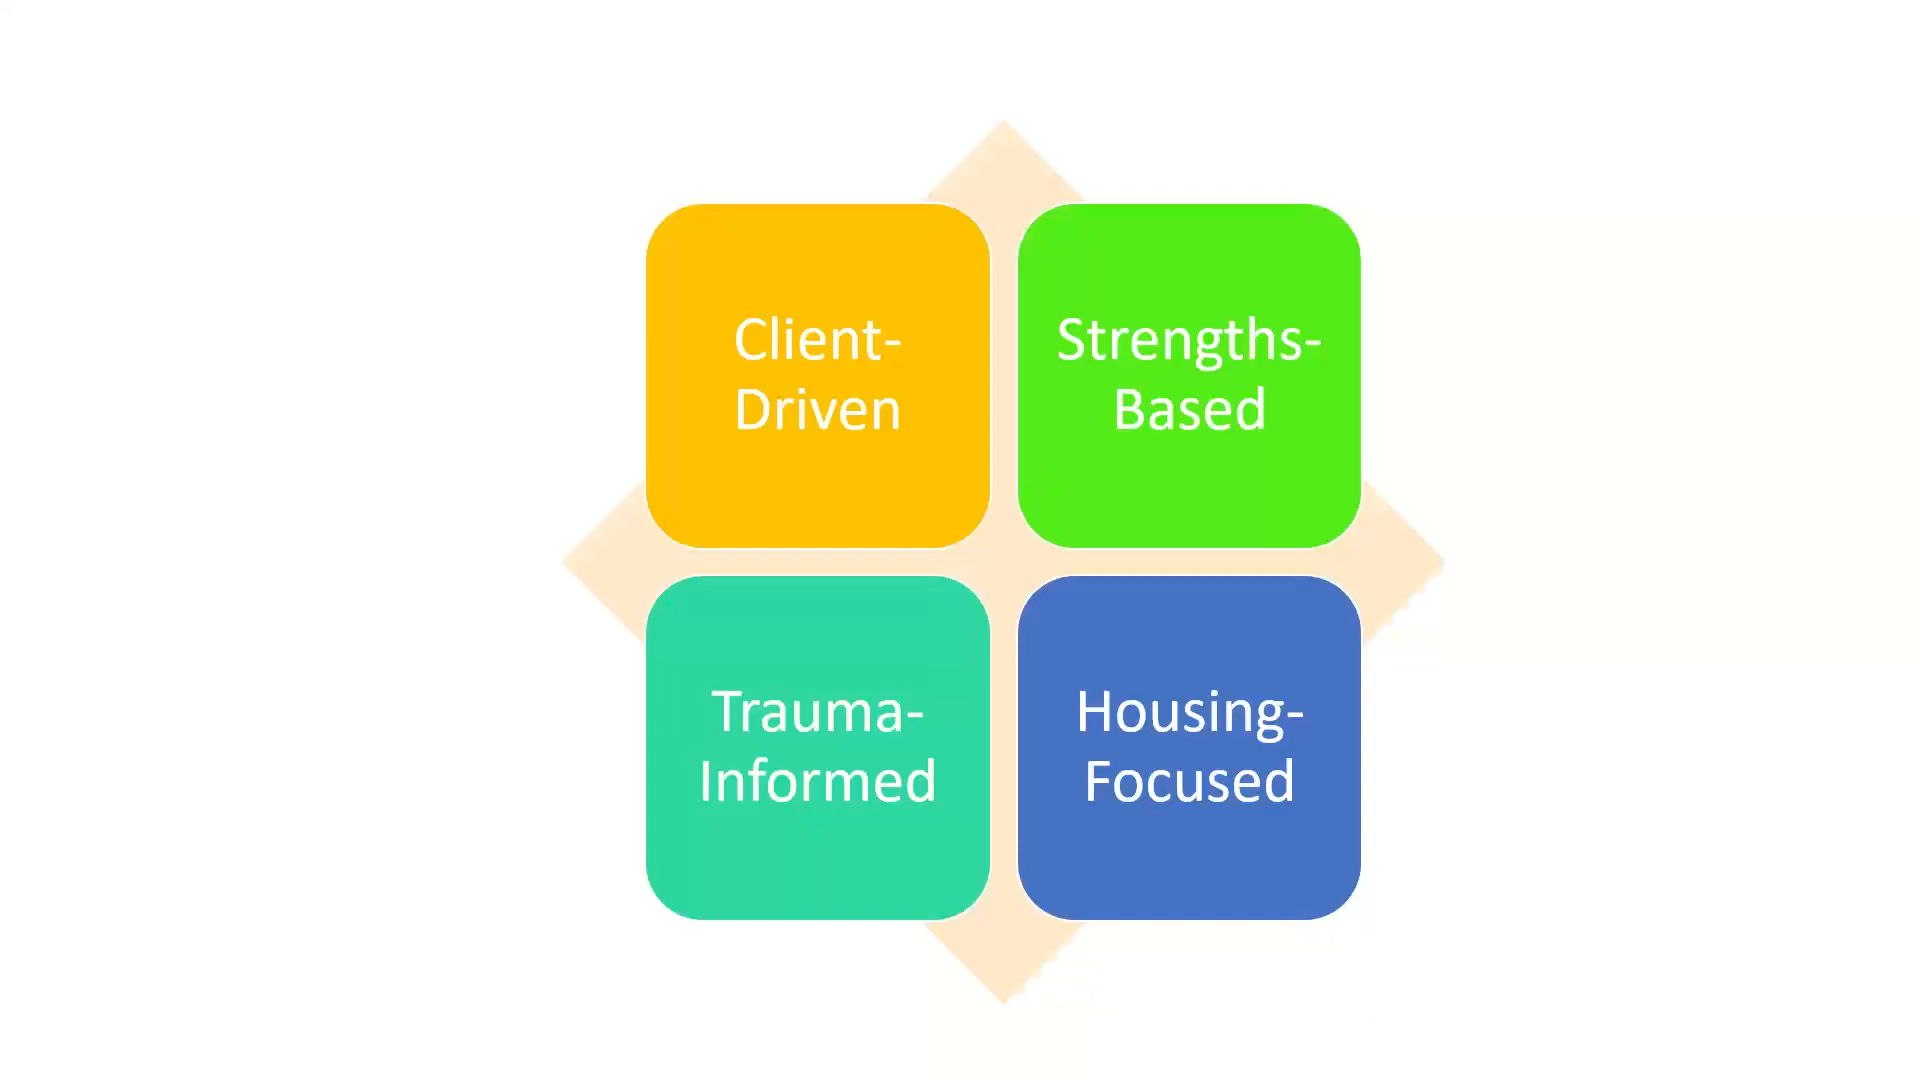 Client-
Driven
Strengths-
Based
Trauma-
Informed
Housing-
Focused